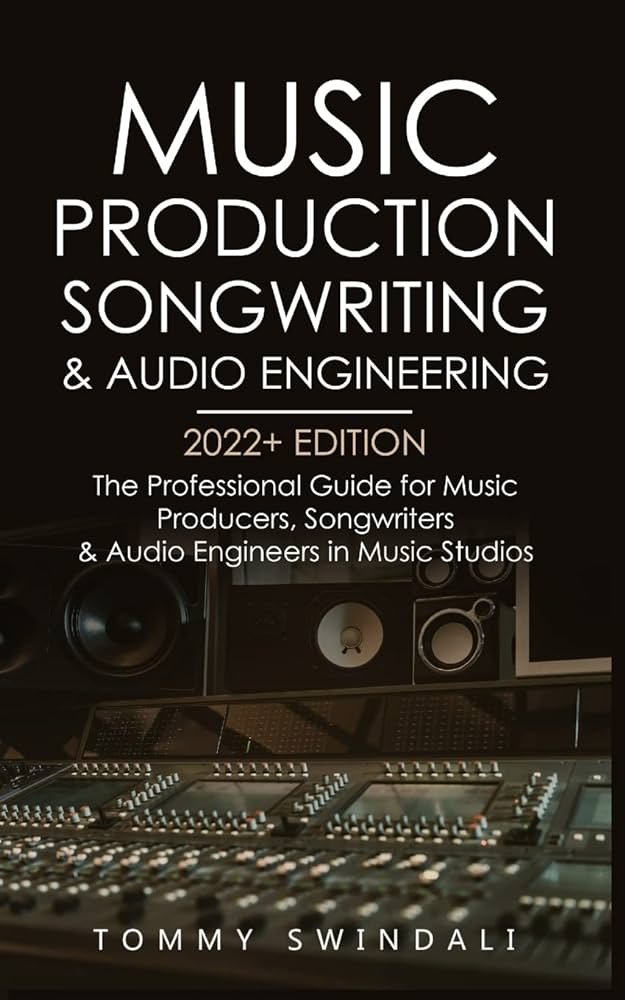 MUSIC
PRODUCTION
SONGWRITING
& AUDIO ENGINEERING
2022+ EDITION
The Professional Guide for Music
Producers, Songwriters
& Audio Engineers in Music Studios
TOMMY SWINDALI